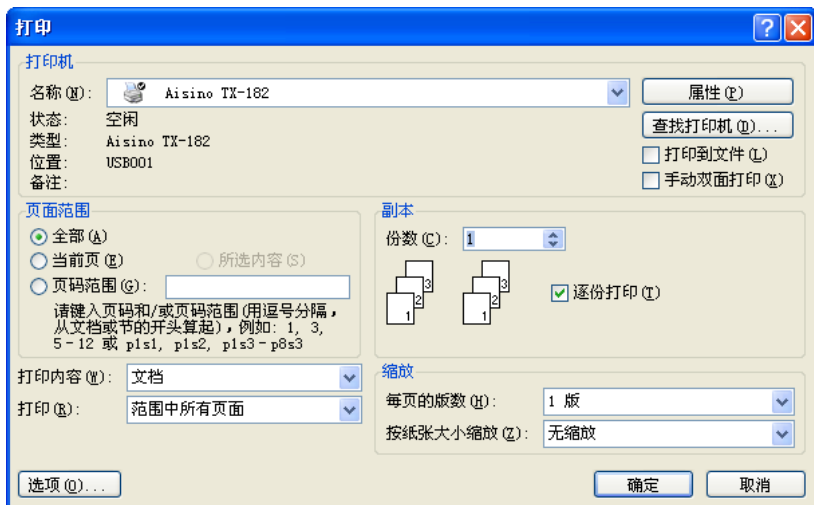 打印
打印机
名称(N): Aisino TX-182
属性(P)
状态: 空闲
查找打印机(D)...
类型: Aisino TX-182
位置: USB001
打印到文件(L)
备注:
手动双面打印(X)
页面范围
全部(A)
当前页(E) 所选内容(S)
页码范围(G):
请键入页码和/或页码范围(用逗号分隔，
从文档或节的开头算起)，例如: 1, 3,
5-12 或 p1s1, p1s2, p1s3-p8s3
副本
份数(C): 1
1 2 3 1 2 3
逐份打印(T)
打印内容(W): 文档
打印(R): 范围中所有页面
缩放
每页的版数(H): 1 版
按纸张大小缩放(Z): 无缩放
选项(O)...
确定
取消